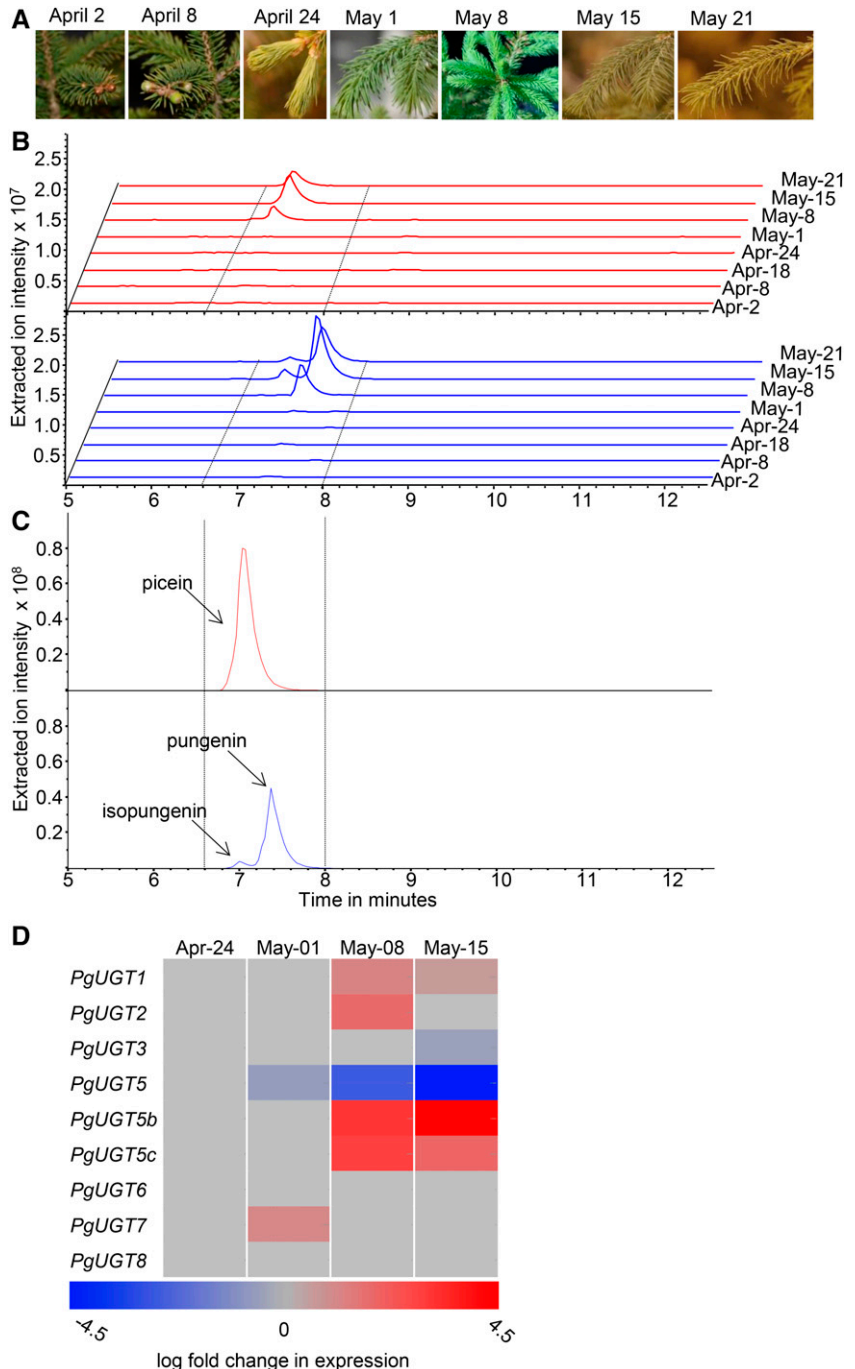 A
April 2 April 8 April 24 May 1 May 8 May 15 May 21
B
Extracted ion intensity x 10⁷
2.5
2.0
1.5
1.0
0.5
May-21
May-15
May-8
May-1
Apr-24
Apr-18
Apr-8
Apr-2
2.5
2.0
1.5
1.0
0.5
May-21
May-15
May-8
May-1
Apr-24
Apr-18
Apr-8
Apr-2
5 6 7 8 9 10 11 12
C
Extracted ion intensity x 10⁸
0.8
0.6
0.4
0.2
picein
0.8
0.6
0.4
0.2
pungenin
isopungenin
5 6 7 8 9 10 11 12
Time in minutes
D
Apr-24 May-01 May-08 May-15
PgUGT1
PgUGT2
PgUGT3
PgUGT5
PgUGT5b
PgUGT5c
PgUGT6
PgUGT7
PgUGT8
-4.5 0 4.5
log fold change in expression